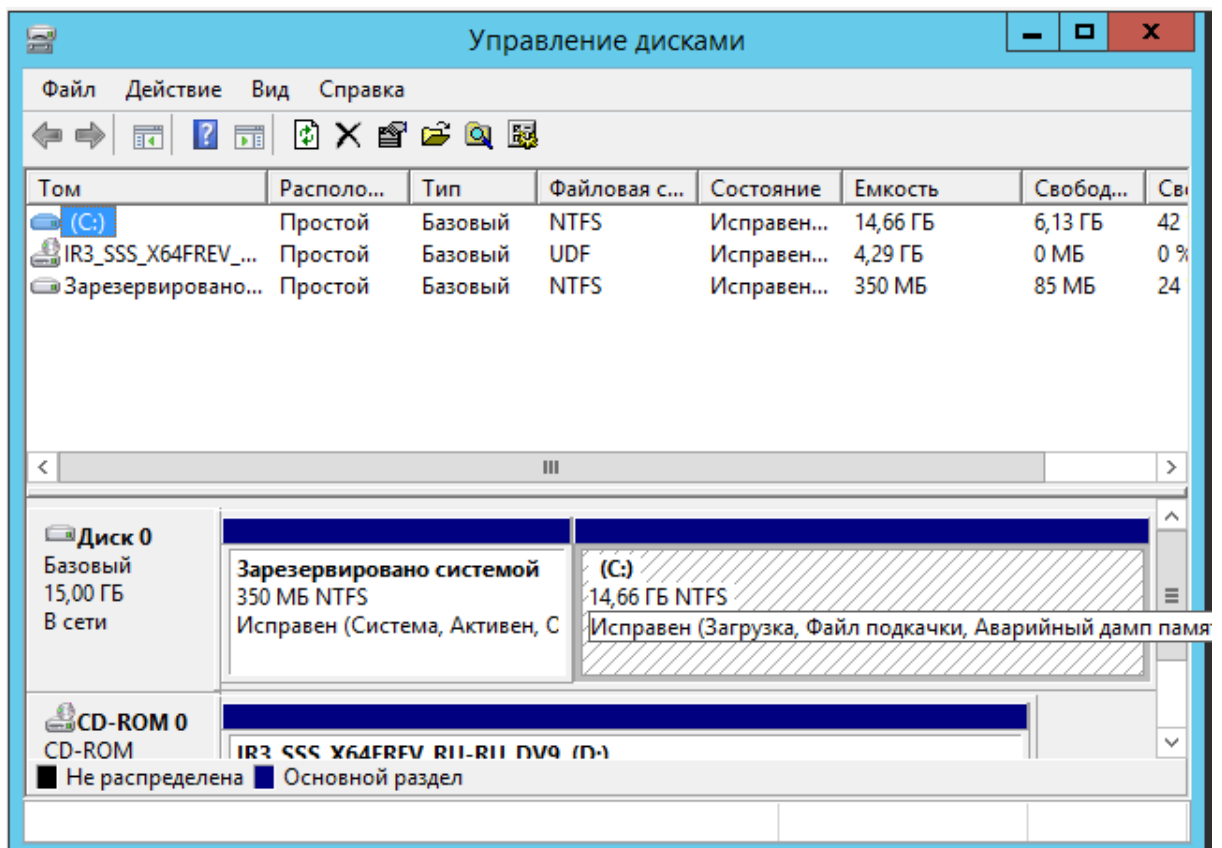 Управление дисками
Файл Действие Вид Справка
Том Располо... Тип Файловая с... Состояние Емкость Свобод... Сво
(C:) Простой Базовый NTFS Исправен... 14,66 ГБ 6,13 ГБ 42
IR3_SSS_X64FREV_... Простой Базовый UDF Исправен... 4,29 ГБ 0 МБ 0 %
Зарезервировано... Простой Базовый NTFS Исправен... 350 МБ 85 МБ 24
Диск 0
Базовый
15,00 ГБ
В сети
Зарезервировано системой
350 МБ NTFS
Исправен (Система, Активен, О
(C:)
14,66 ГБ NTFS
Исправен (Загрузка, Файл подкачки, Аварийный дамп памят
CD-ROM 0
CD-ROM
IR3_SSS_X64FREV_RU-RU_DV9 (D:)
Не распределена Основной раздел